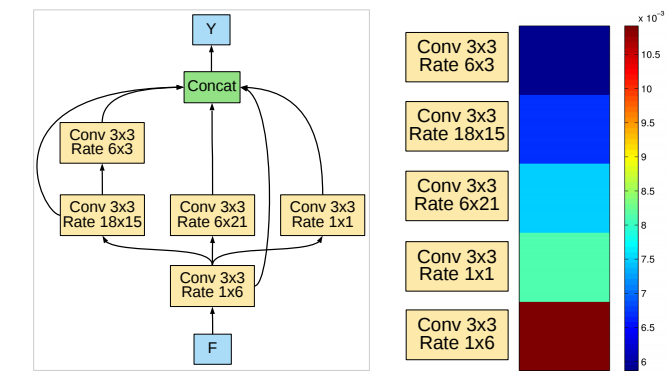 Y
Concat
Conv 3x3
Rate 6x3
Conv 3x3
Rate 18x15
Conv 3x3
Rate 6x21
Conv 3x3
Rate 1x1
Conv 3x3
Rate 1x6
F
Conv 3x3
Rate 6x3
Conv 3x3
Rate 18x15
Conv 3x3
Rate 6x21
Conv 3x3
Rate 1x1
Conv 3x3
Rate 1x6
x 10⁻³
10.5
10
9.5
9
8.5
8
7.5
7
6.5
6